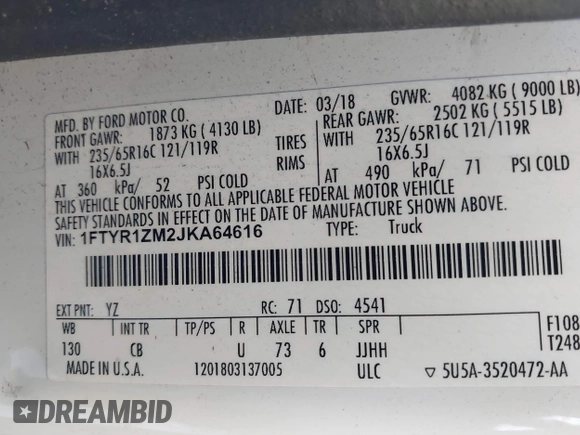 MFD. BY FORD MOTOR CO.
DATE: 03/18 GVWR: 4082 KG ( 9000 LB)
FRONT GAWR: 1873 KG ( 4130 LB) REAR GAWR: 2502 KG ( 5515 LB)
WITH 235/65R16C 121/119R TIRES WITH 235/65R16C 121/119R
16X6.5J RIMS 16X6.5J
AT 360 kPa/ 52 PSI COLD AT 490 kPa/ 71 PSI COLD
THIS VEHICLE CONFORMS TO ALL APPLICABLE FEDERAL MOTOR VEHICLE
SAFETY STANDARDS IN EFFECT ON THE DATE OF MANUFACTURE SHOWN ABOVE.
VIN: 1FTYR1ZM2JKA64616 TYPE: Truck
EXT PNT: YZ RC: 71 DSO: 4541
WB INT TR TP/PS R AXLE TR SPR
130 CB U 73 6 JJHH
F108
T248
MADE IN U.S.A. 1201803137005 ULC ▽ 5U5A-3520472-AA
DREAMBID